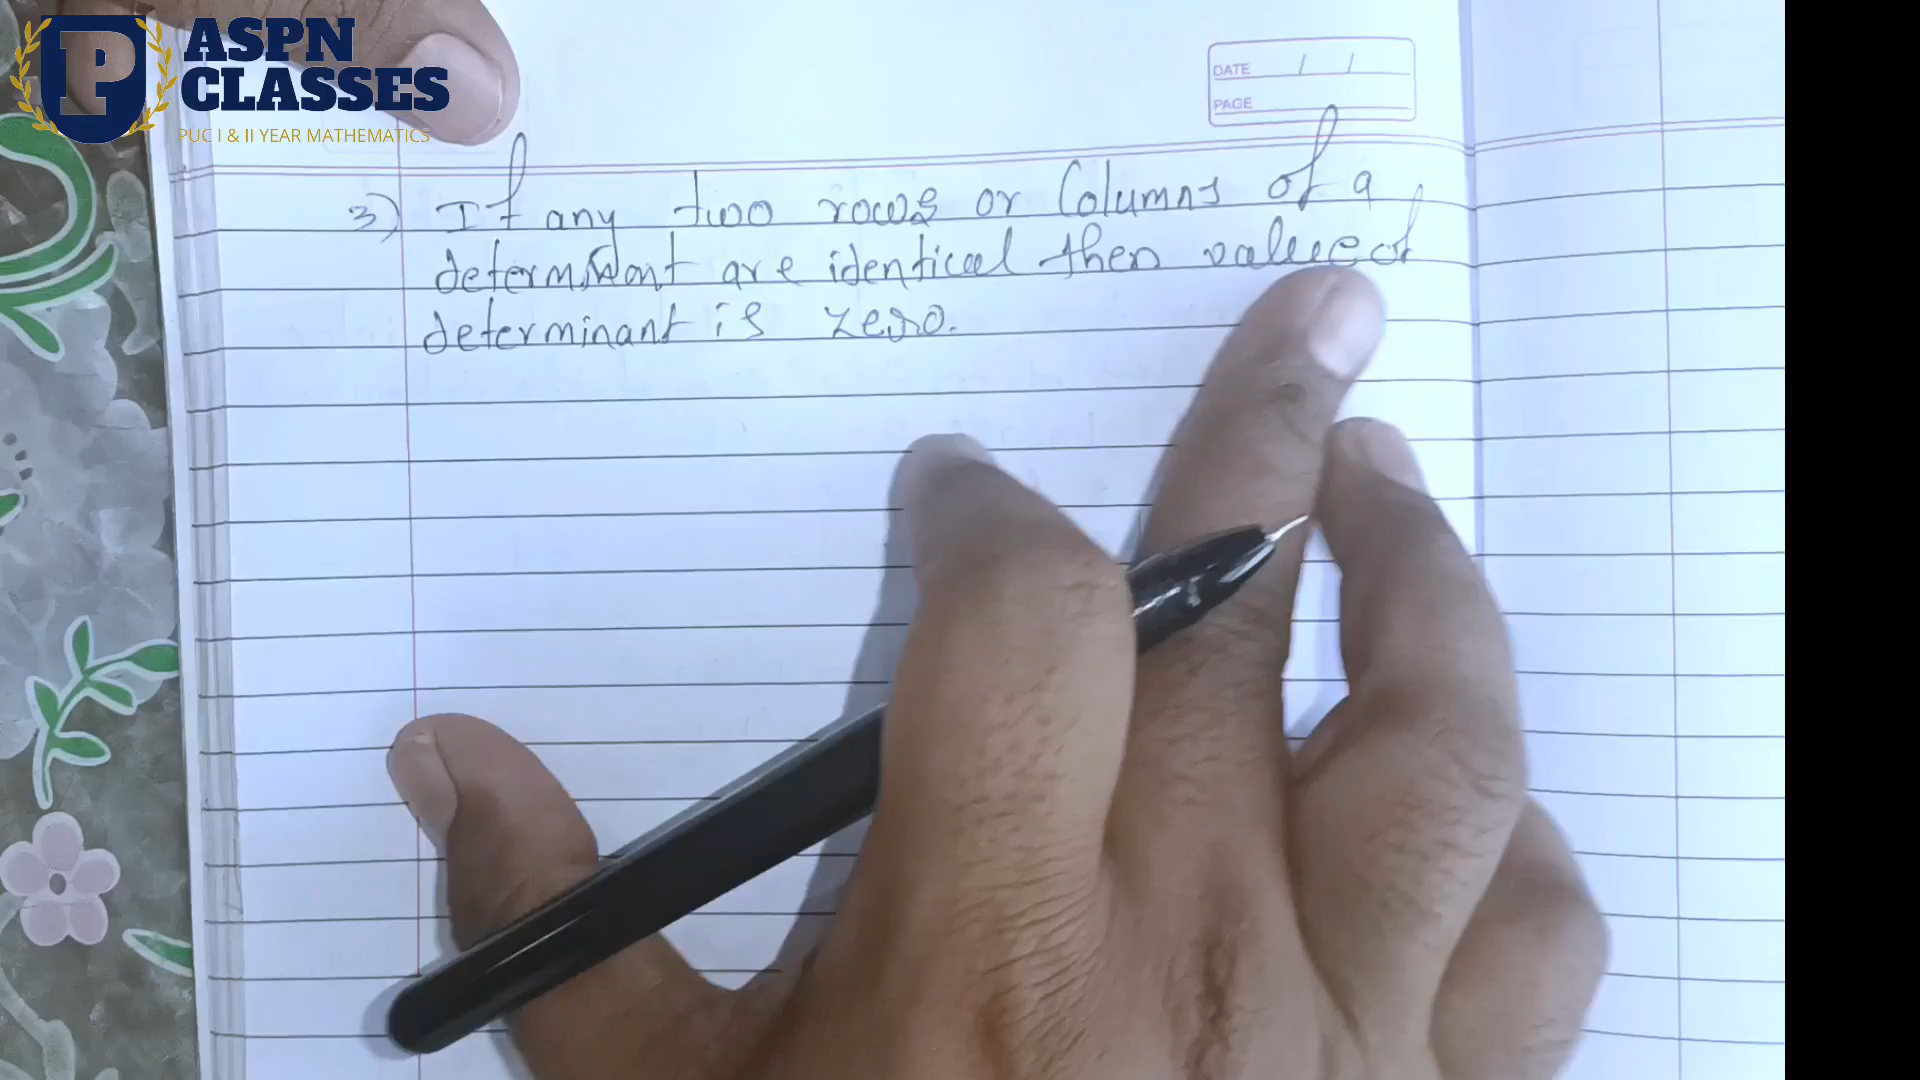 ASPN
CLASSES
PUC I & II YEAR MATHEMATICS
DATE / /
PAGE
3) If any two rows or Columns of a
determinant are identical then value of
determinant is zero.